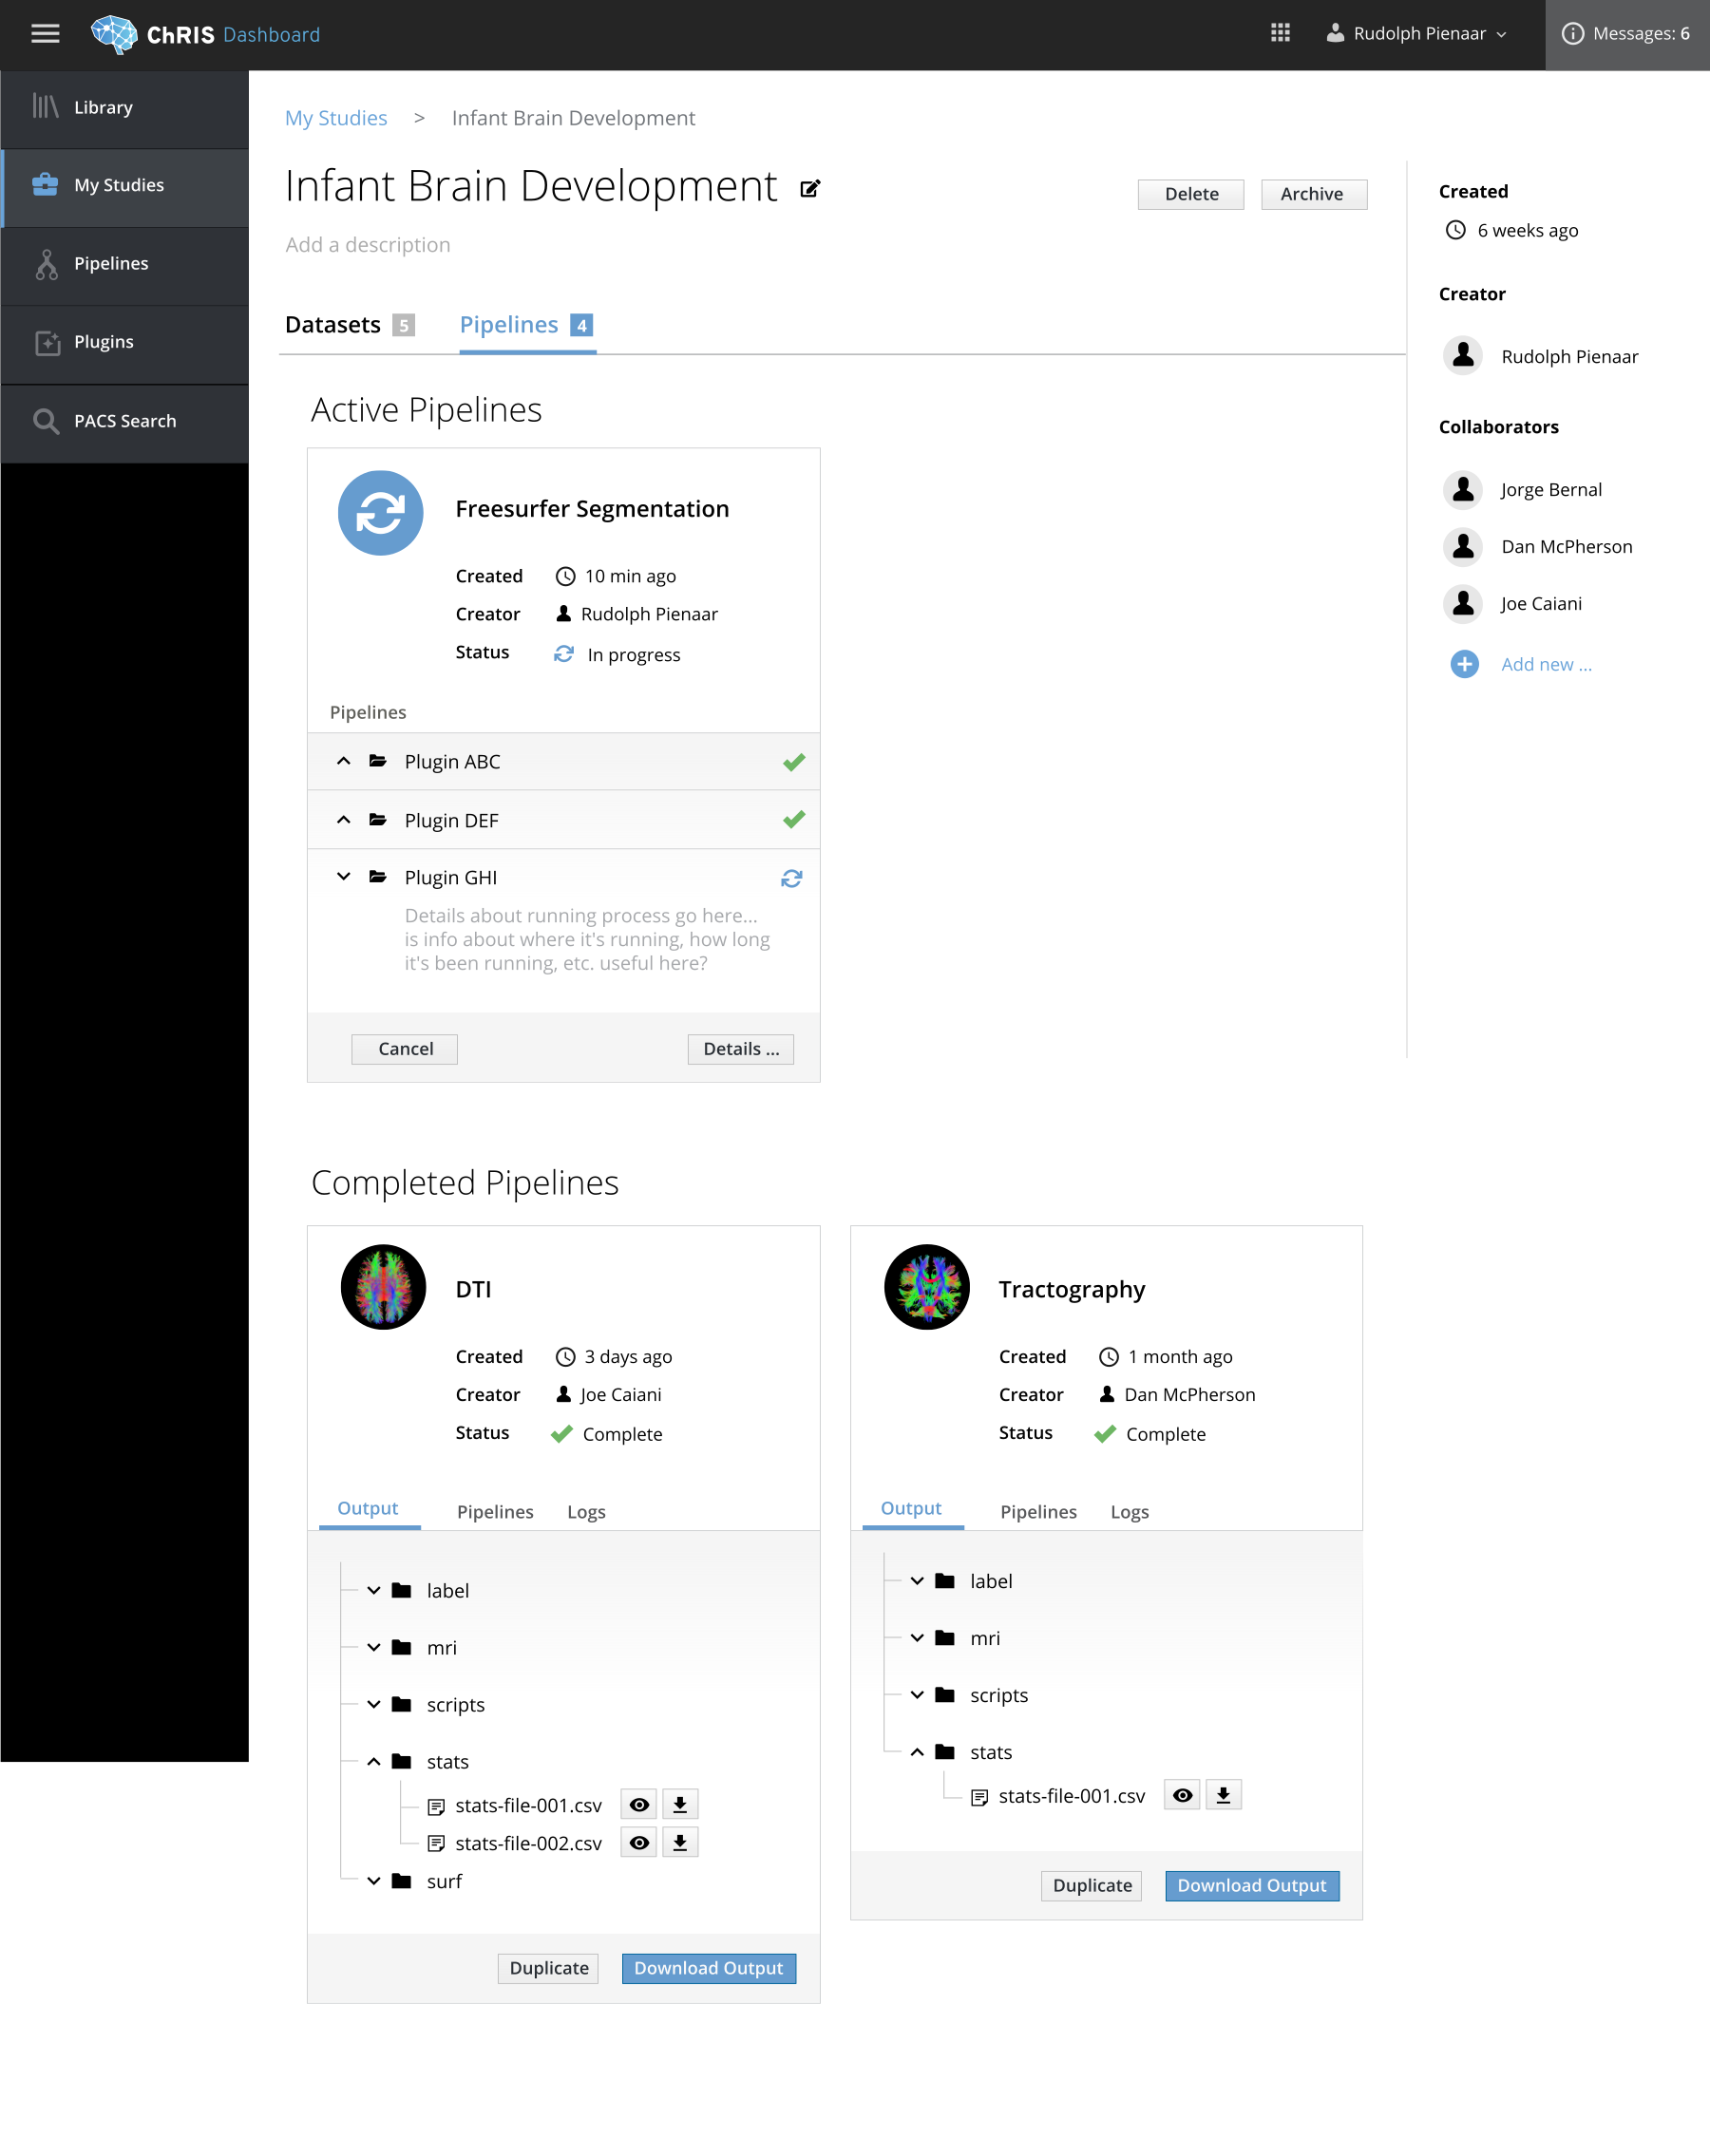 ChRIS Dashboard
Rudolph Pienaar
Messages: 6
Library
My Studies
Pipelines
Plugins
PACS Search
My Studies > Infant Brain Development
Infant Brain Development
Delete
Archive
Add a description
Datasets 5
Pipelines 4
Created
6 weeks ago
Creator
Rudolph Pienaar
Collaborators
Jorge Bernal
Dan McPherson
Joe Caiani
Add new ...
Active Pipelines
Freesurfer Segmentation
Created 10 min ago
Creator Rudolph Pienaar
Status In progress
Pipelines
Plugin ABC
Plugin DEF
Plugin GHI
Details about running process go here...
is info about where it's running, how long
it's been running, etc. useful here?
Cancel
Details ...
Completed Pipelines
DTI
Created 3 days ago
Creator Joe Caiani
Status Complete
Output Pipelines Logs
label
mri
scripts
stats
stats-file-001.csv
stats-file-002.csv
surf
Duplicate
Download Output
Tractography
Created 1 month ago
Creator Dan McPherson
Status Complete
Output Pipelines Logs
label
mri
scripts
stats
stats-file-001.csv
Duplicate
Download Output